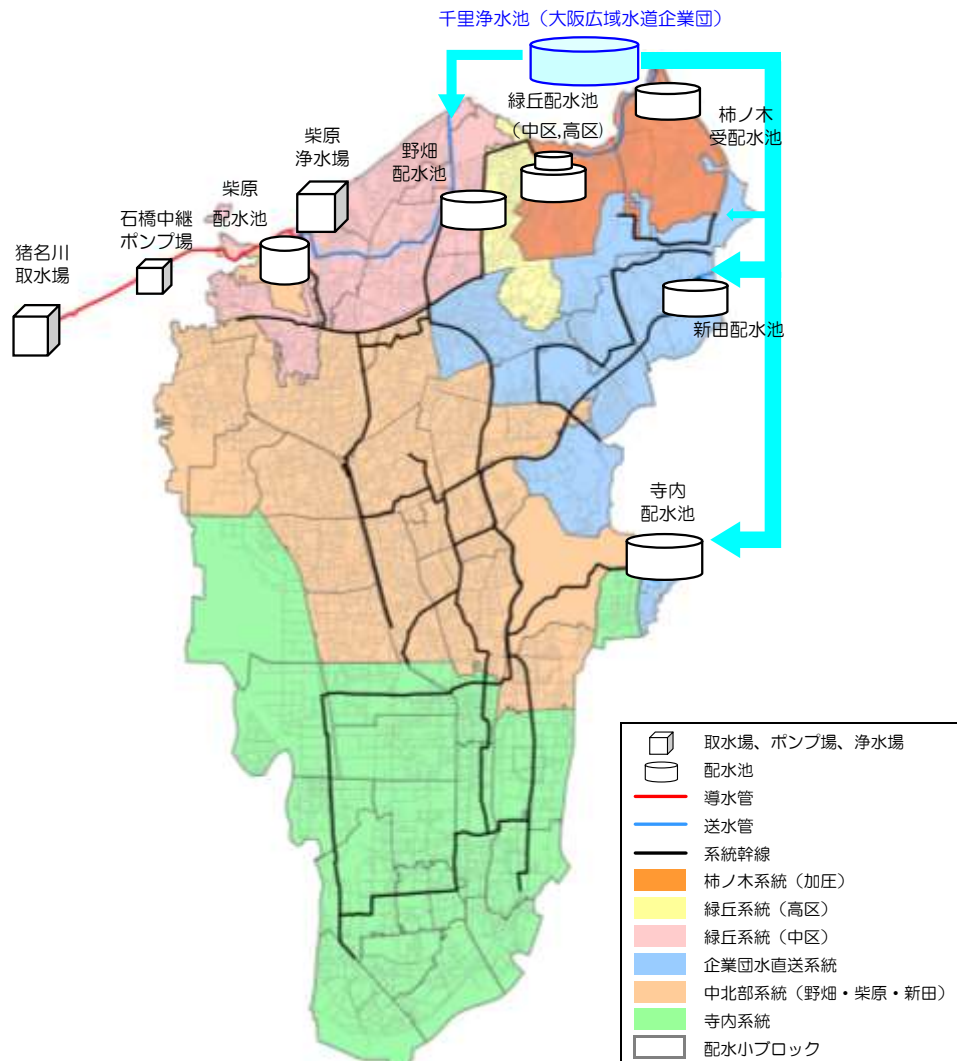 千里浄水池（大阪広域水道企業団）
緑丘配水池
（中区,高区）
柿ノ木
受配水池
柴原
浄水場
野畑
配水池
柴原
配水池
石橋中継
ポンプ場
猪名川
取水場
新田配水池
寺内
配水池
取水場、ポンプ場、浄水場
配水池
導水管
送水管
系統幹線
柿ノ木系統（加圧）
緑丘系統（高区）
緑丘系統（中区）
企業団水直送系統
中北部系統（野畑・柴原・新田）
寺内系統
配水小ブロック